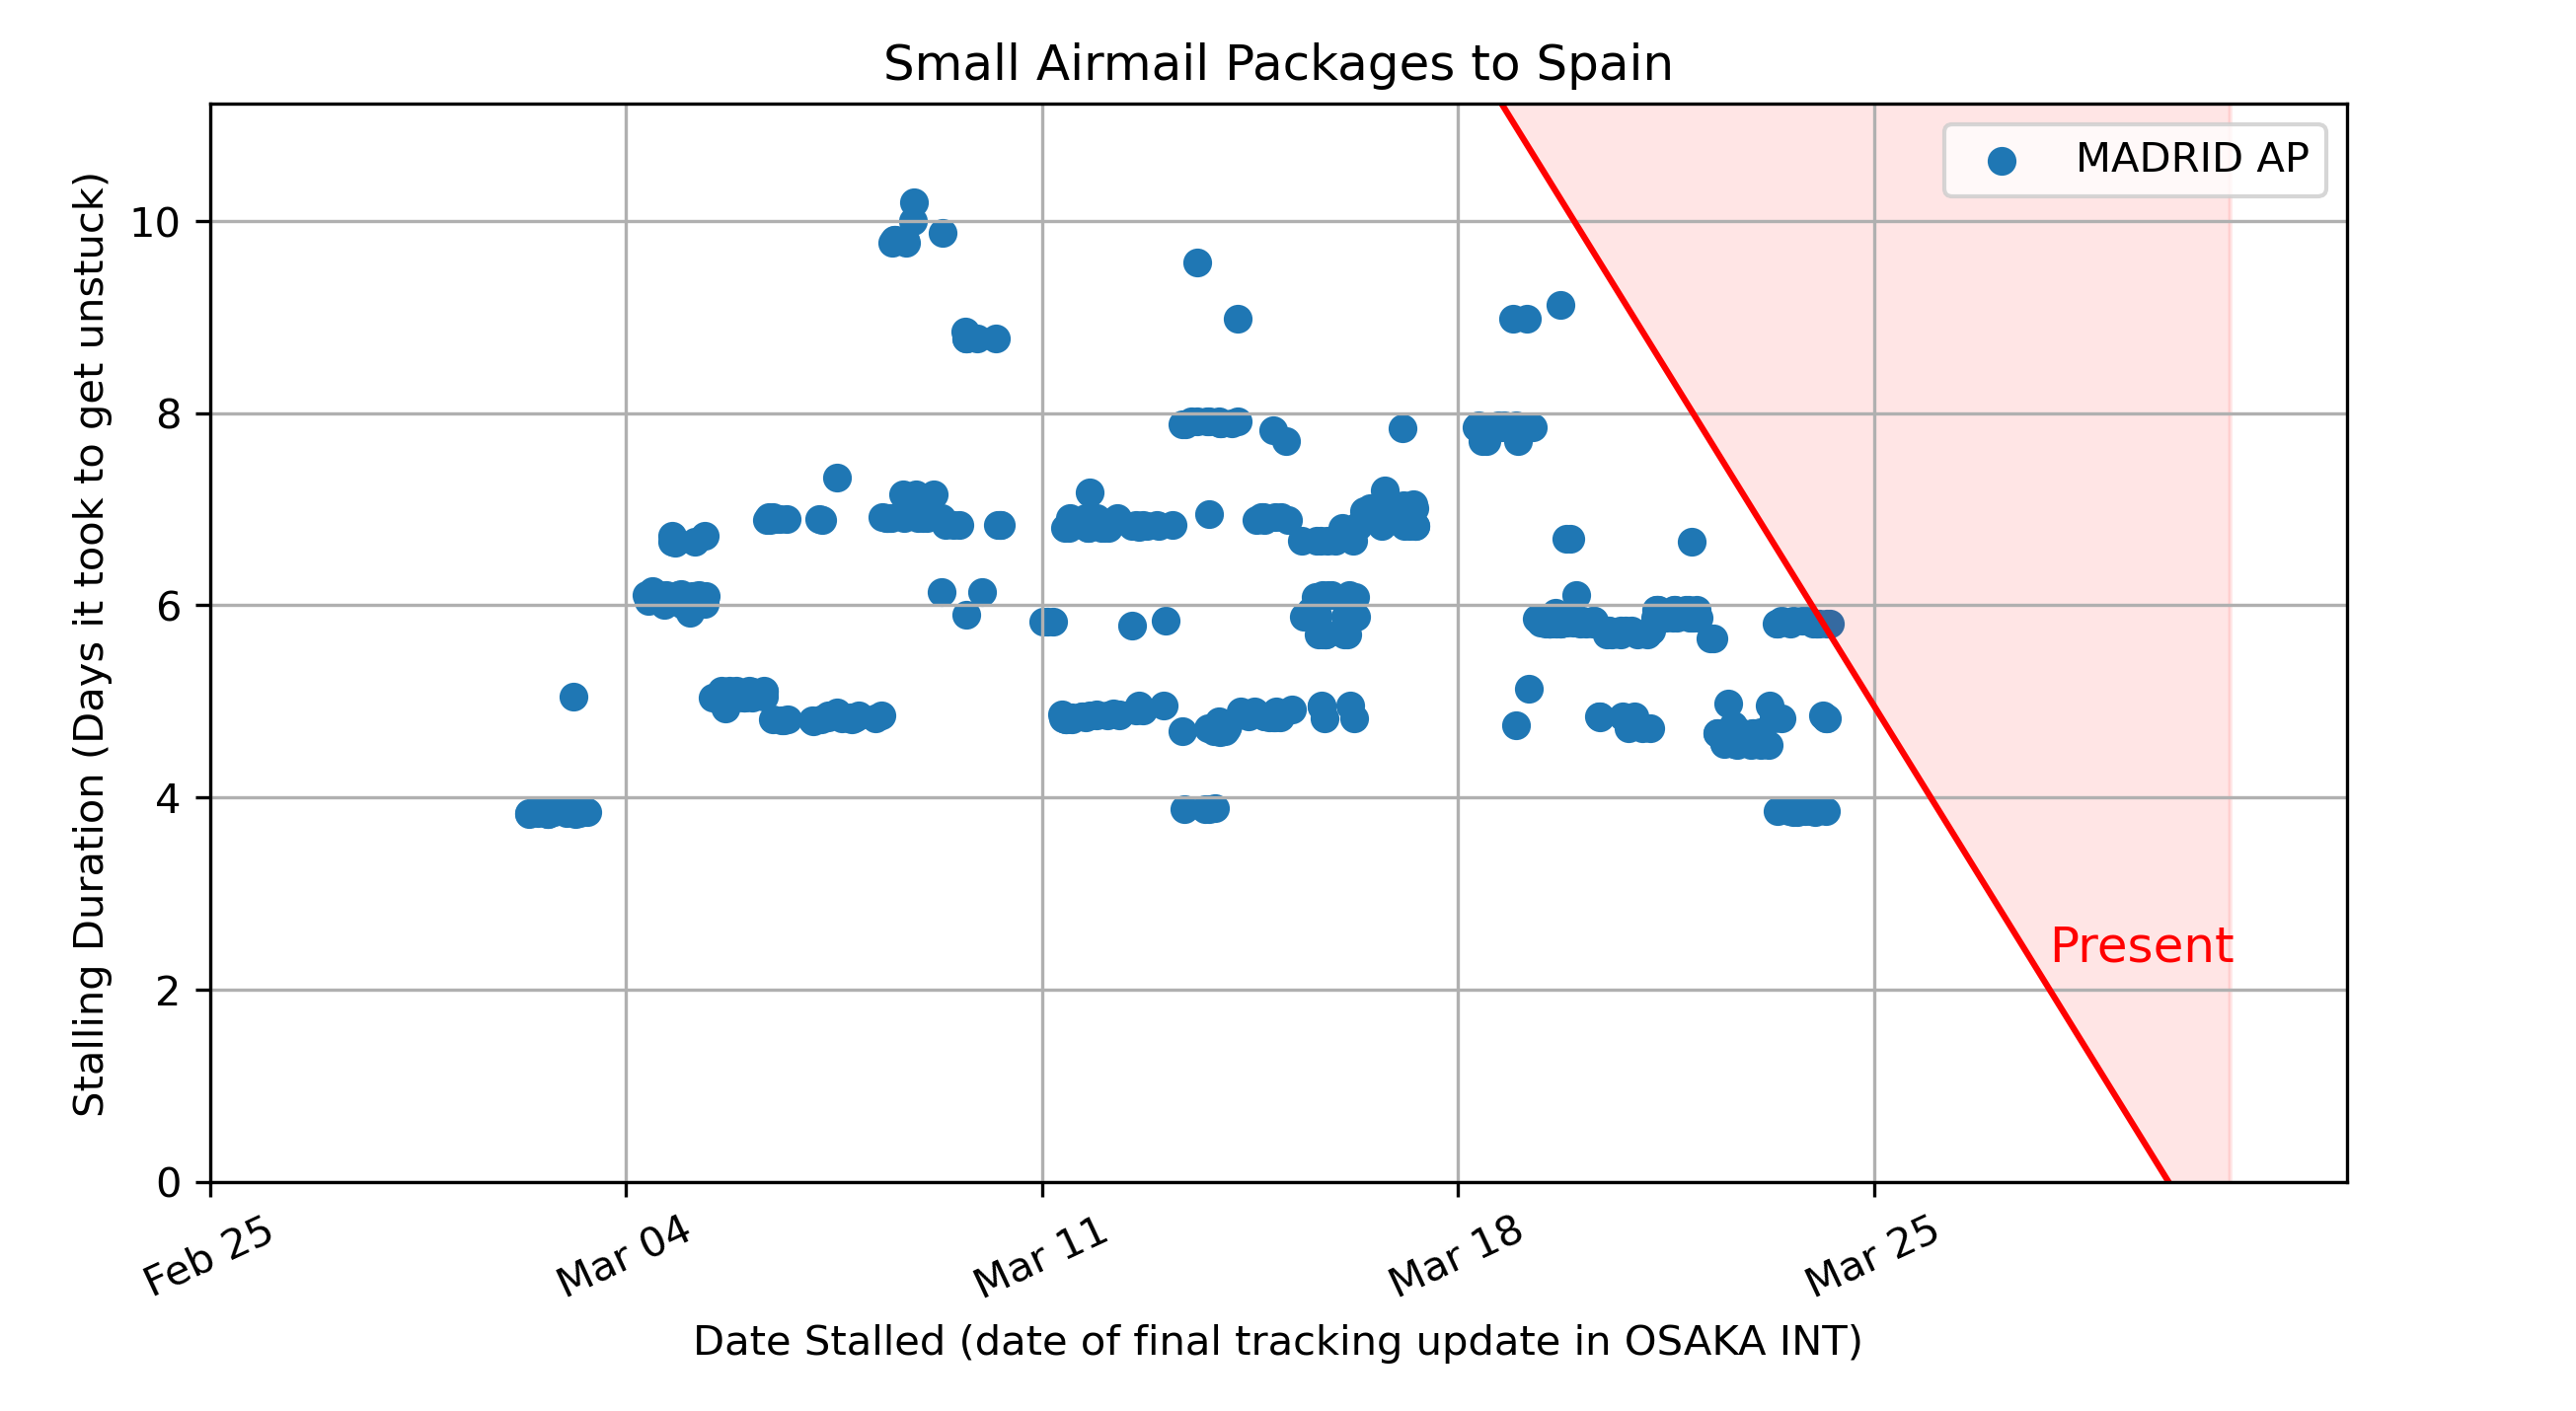 Small Airmail Packages to Spain
MADRID AP
Stalling Duration (Days it took to get unstuck)
10
8
6
4
2
0
Present
Feb 25
Mar 04
Mar 11
Mar 18
Mar 25
Date Stalled (date of final tracking update in OSAKA INT)